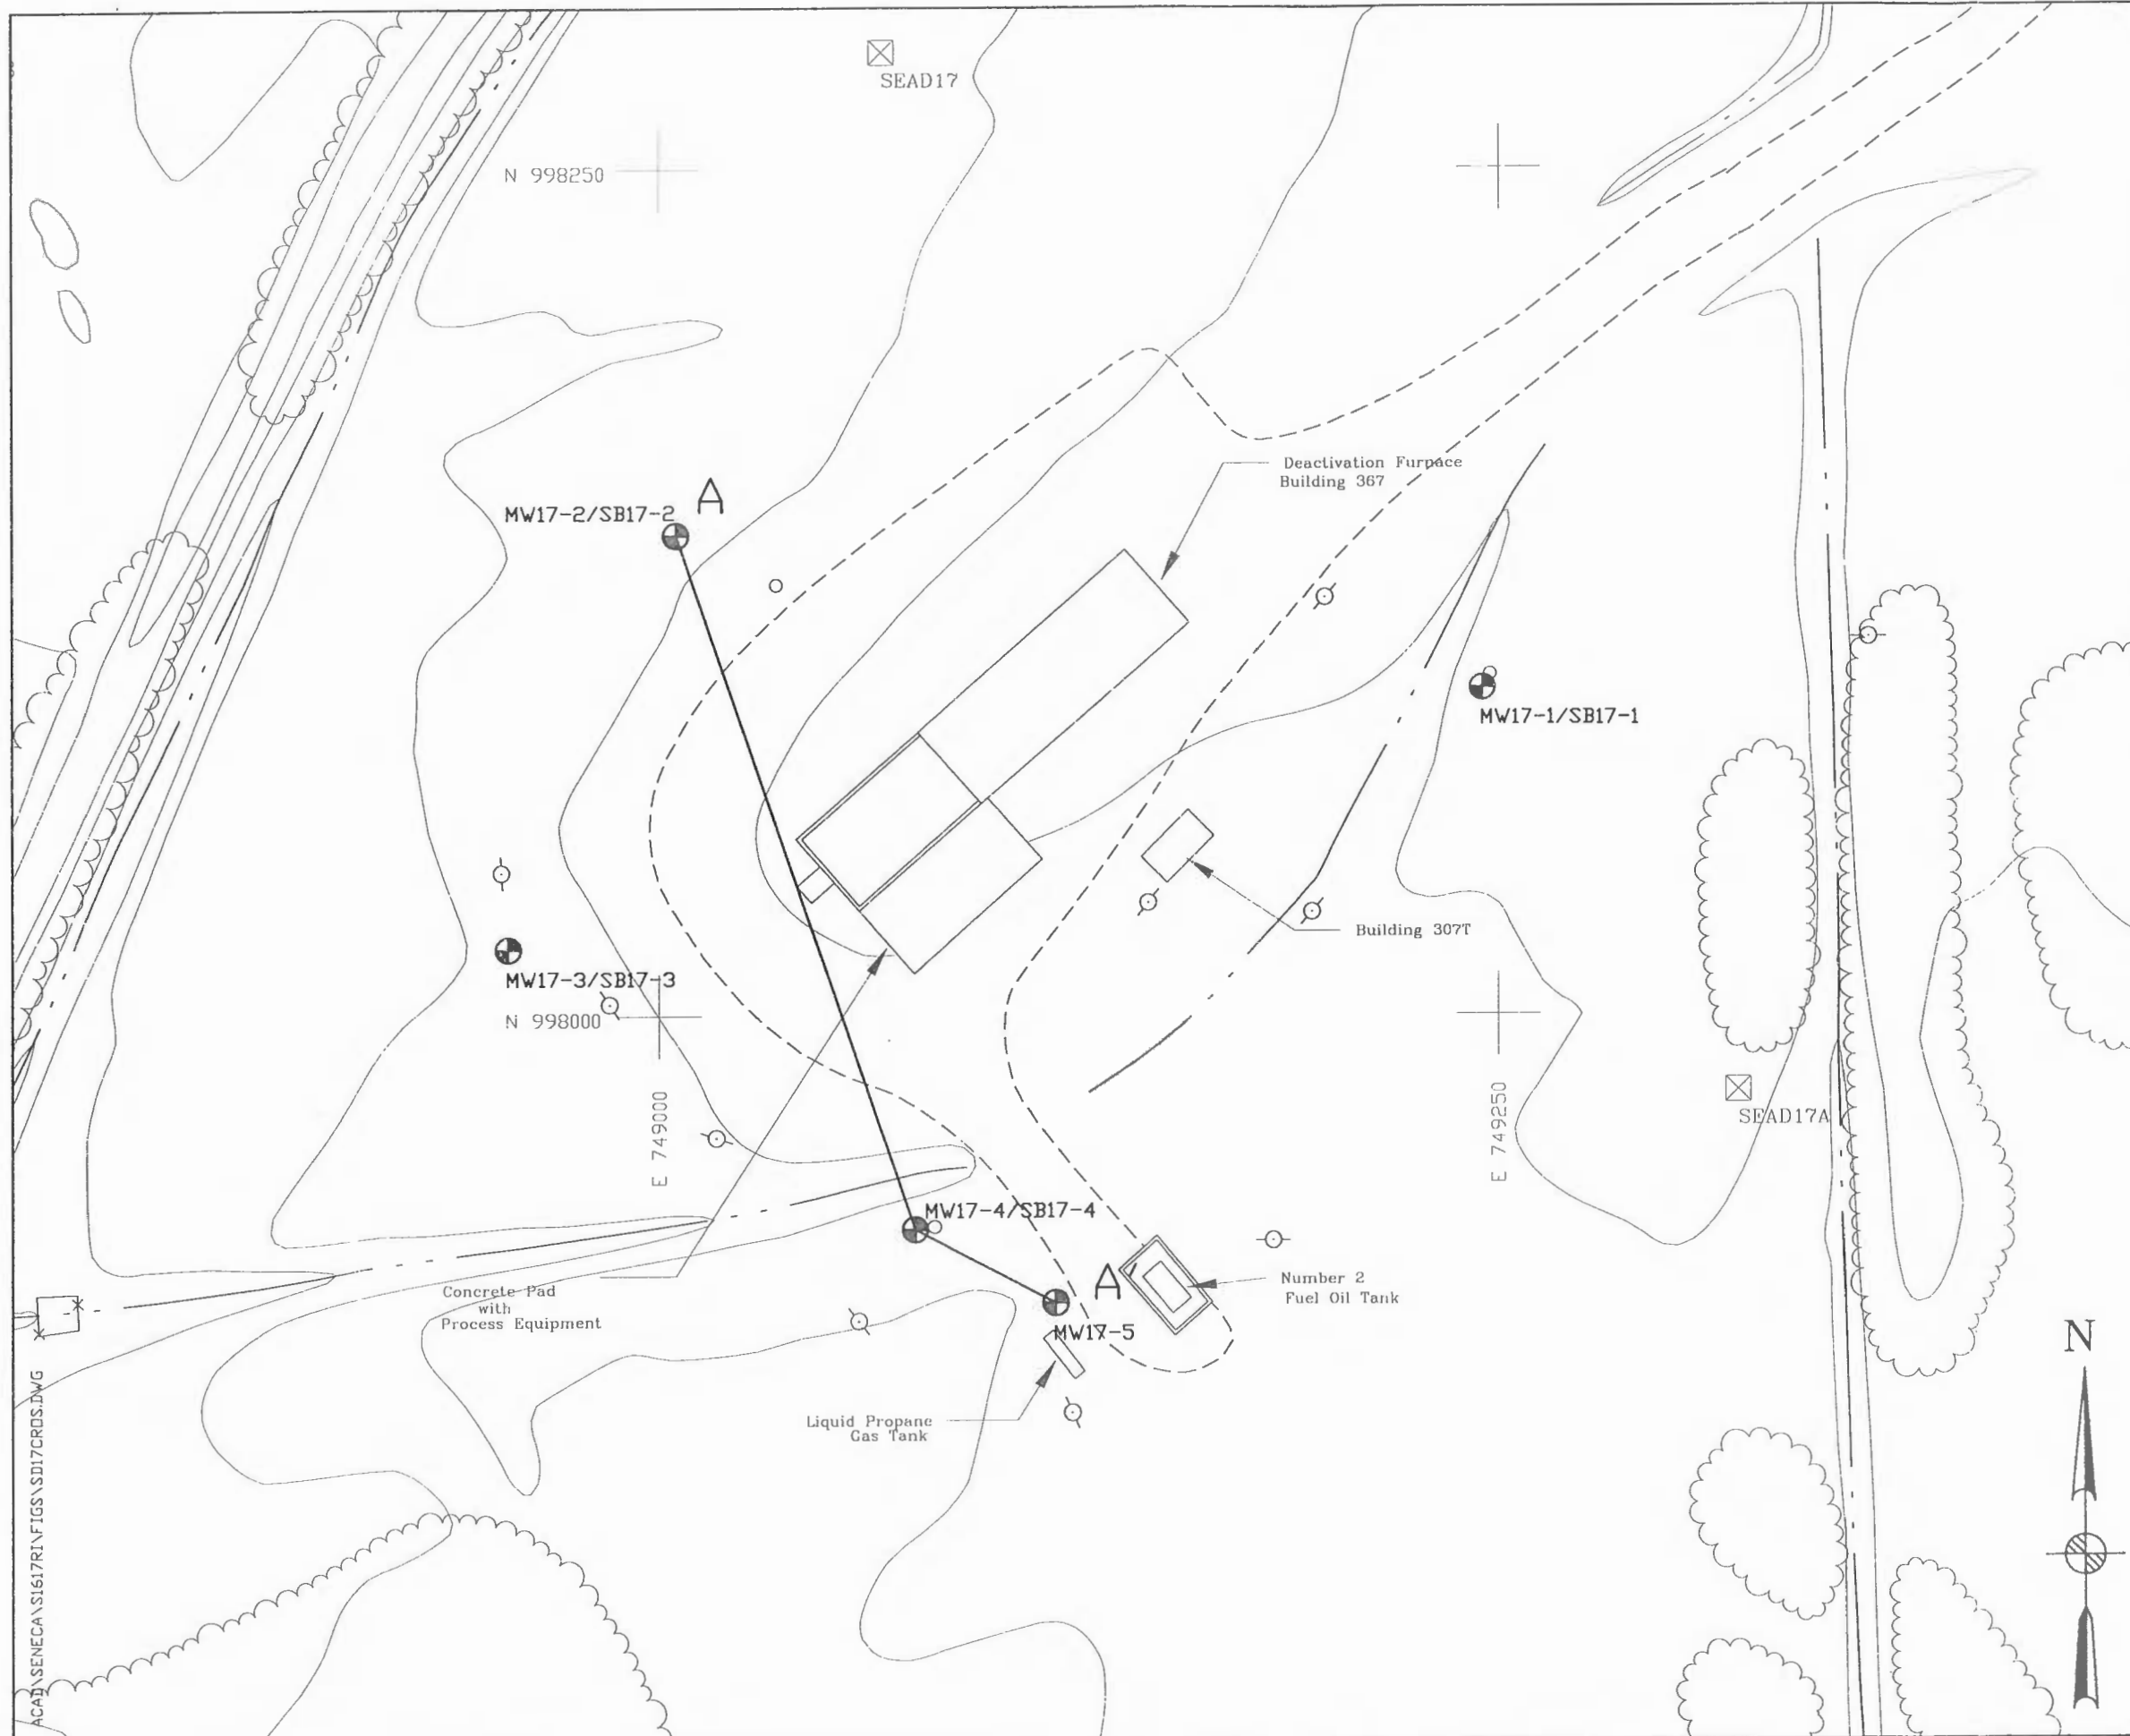 SEAD17
N 998250
Deactivation Furnace
Building 367
A
MW17-2/SB17-2
MW17-1/SB17-1
Building 307T
MW17-3/SB17-3
N 998000
E 749000
E 749250
SEAD17A
MW17-4/SB17-4
A'
Number 2
Fuel Oil Tank
Concrete Pad
with
Process Equipment
MW17-5
Liquid Propane
Gas Tank
N
ACAD\SENECA\S1617RI\FIGS\SD17CROS.DWG